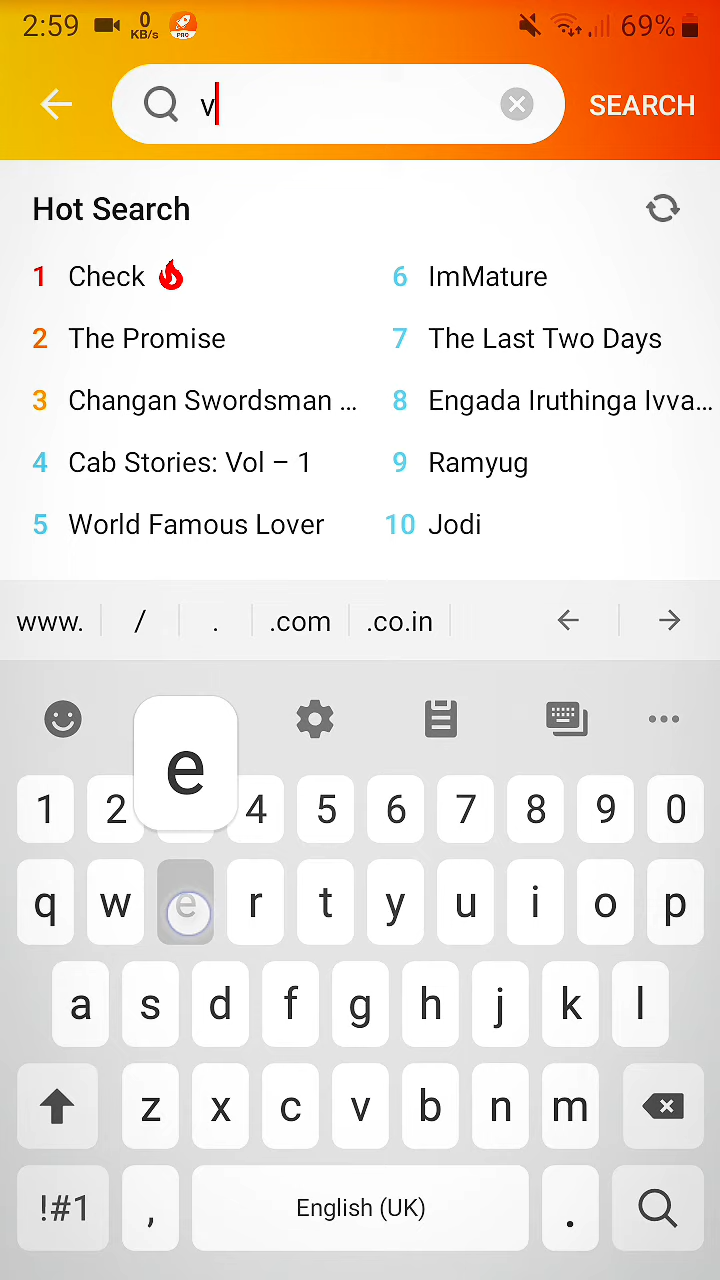 2:59 0 KB/s PRO 69%
v SEARCH
Hot Search
1 Check 6 ImMature
2 The Promise 7 The Last Two Days
3 Changan Swordsman ... 8 Engada Iruthinga Ivva...
4 Cab Stories: Vol – 1 9 Ramyug
5 World Famous Lover 10 Jodi
www. / . .com .co.in
e
1 2 4 5 6 7 8 9 0
q w e r t y u i o p
a s d f g h j k l
z x c v b n m
!#1 , English (UK) .